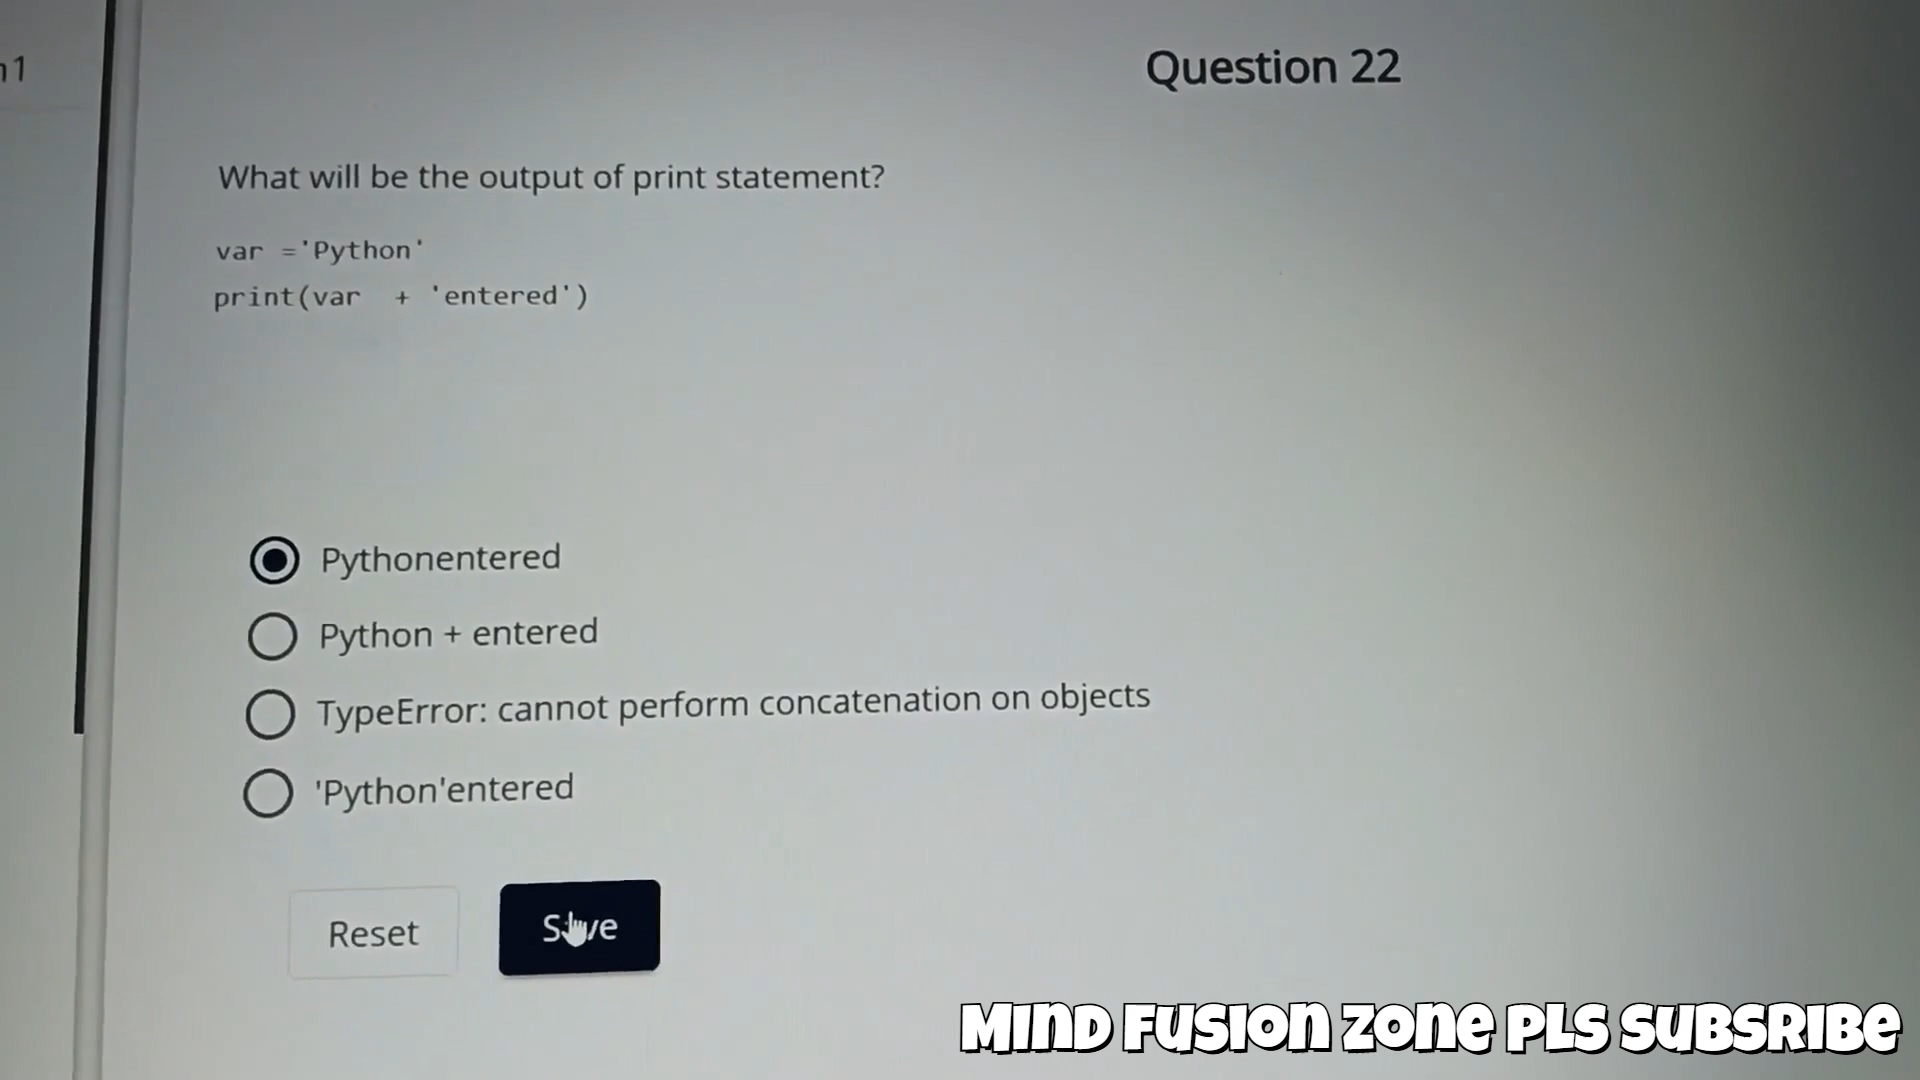 n1
Question 22
What will be the output of print statement?
var ='Python'
print(var + 'entered')
Pythonentered
Python + entered
TypeError: cannot perform concatenation on objects
'Python'entered
Reset
Save
MIND FUSION ZONE PLS SUBSRIBE